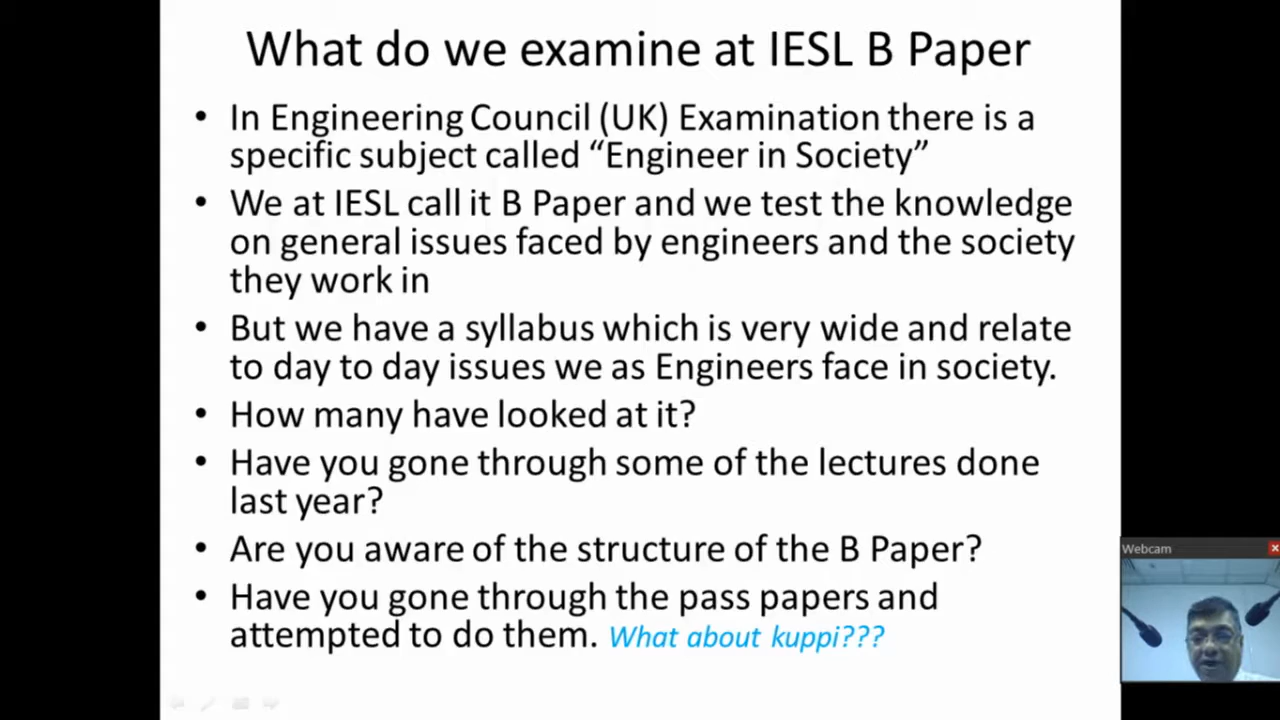 What do we examine at IESL B Paper
• In Engineering Council (UK) Examination there is a
specific subject called “Engineer in Society”
• We at IESL call it B Paper and we test the knowledge
on general issues faced by engineers and the society
they work in
• But we have a syllabus which is very wide and relate
to day to day issues we as Engineers face in society.
• How many have looked at it?
• Have you gone through some of the lectures done
last year?
• Are you aware of the structure of the B Paper?
• Have you gone through the pass papers and
attempted to do them. What about kuppi???
Webcam